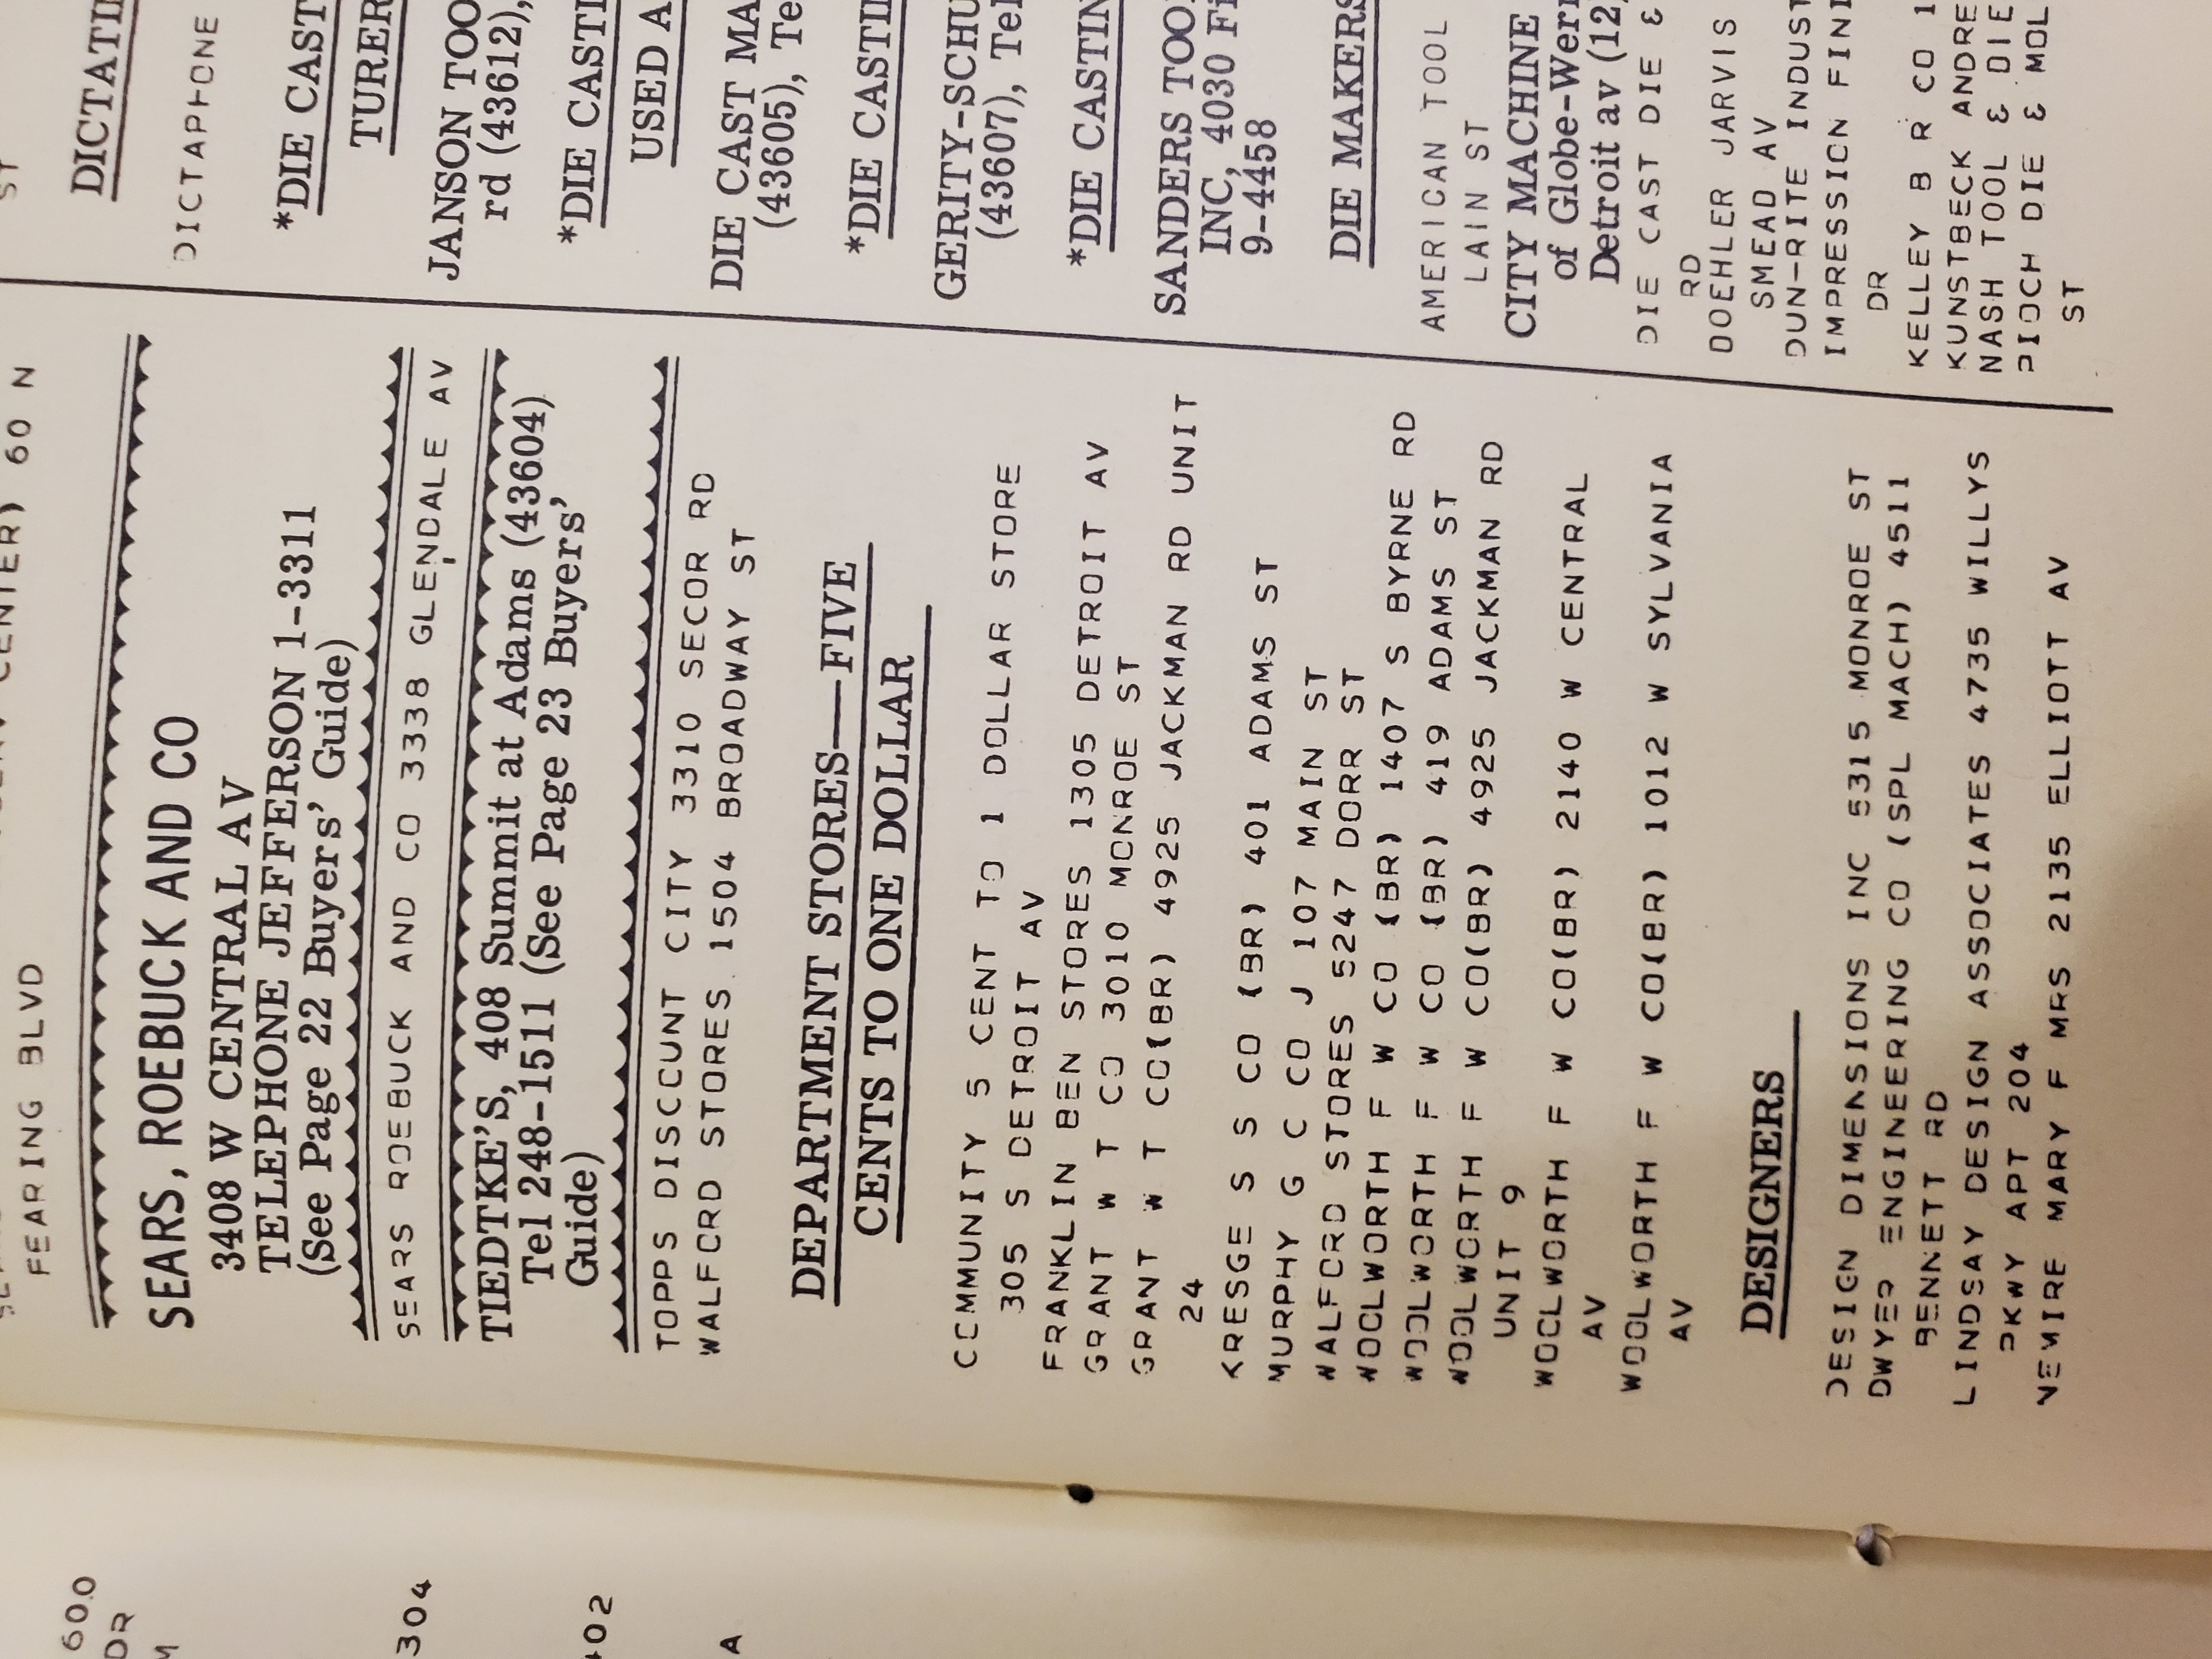 FEARING BLVD
SEARS, ROEBUCK AND CO
3408 W CENTRAL AV
TELEPHONE JEFFERSON 1-3311
(See Page 22 Buyers' Guide)
SEARS ROEBUCK AND CO 3338 GLENDALE AV
TIEDTKE'S, 408 Summit at Adams (43604)
Tel 248-1511 (See Page 23 Buyers'
Guide)
TOPPS DISCOUNT CITY 3310 SECOR RD
WALFORD STORES 1504 BROADWAY ST
DEPARTMENT STORES—FIVE
CENTS TO ONE DOLLAR
COMMUNITY 5 CENT TO 1 DOLLAR STORE
305 S DETROIT AV
FRANKLIN BEN STORES 1305 DETROIT AV
GRANT W T CO 3010 MONROE ST
GRANT W T CO(BR) 4925 JACKMAN RD UNIT
24
KRESGE S S CO (BR) 401 ADAMS ST
MURPHY G C CO J 107 MAIN ST
WALFORD STORES 5247 DORR ST
WOOLWORTH F W CO (BR) 1407 S BYRNE RD
WOOLWORTH F W CO (BR) 419 ADAMS ST
WOOLWORTH F W CO(BR) 4925 JACKMAN RD
UNIT 9
WOOLWORTH F W CO(BR) 2140 W CENTRAL
AV
WOOLWORTH F W CO(BR) 1012 W SYLVANIA
AV
DESIGNERS
DESIGN DIMENSIONS INC 5315 MONROE ST
DWYER ENGINEERING CO (SPL MACH) 4511
BENNETT RD
LINDSAY DESIGN ASSOCIATES 4735 WILLYS
PKWY APT 204
NEMIRE MARY F MRS 2135 ELLIOTT AV
ST
DICTATI
DICTAPHONE
*DIE CAST
TURER
JANSON TOO
rd (43612),
*DIE CASTI
USED A
DIE CAST MA
(43605), Te
*DIE CASTI
GERITY-SCHU
(43607), Tel
*DIE CASTIN
SANDERS TOO
INC, 4030 Fi
9-4458
DIE MAKERS
AMERICAN TOOL
LAIN ST
CITY MACHINE
of Globe-Wern
Detroit av (12)
DIE CAST DIE &
RD
DOEHLER JARVIS
SMEAD AV
DUN-RITE INDUST
IMPRESSION FINI
DR
KELLEY B R CO 1
KUNSTBECK ANDRE
NASH TOOL & DIE
PIOCH DIE & MOL
ST
600
DR
M
304
402
A